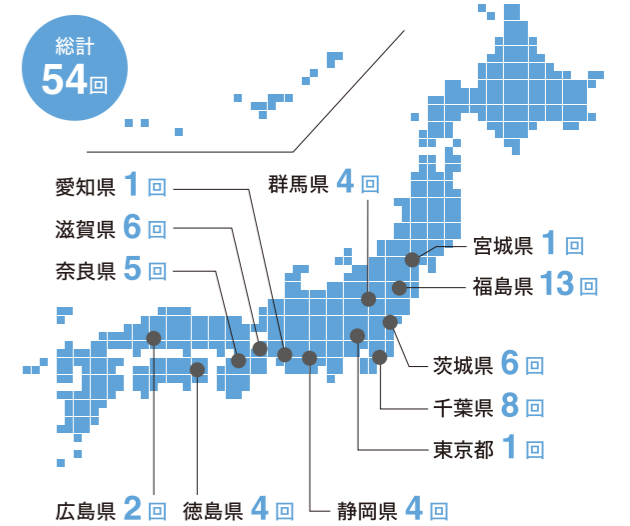 総計
54回
愛知県 1回
群馬県 4回
滋賀県 6回
宮城県 1回
奈良県 5回
福島県 13回
茨城県 6回
千葉県 8回
東京都 1回
広島県 2回
徳島県 4回
静岡県 4回